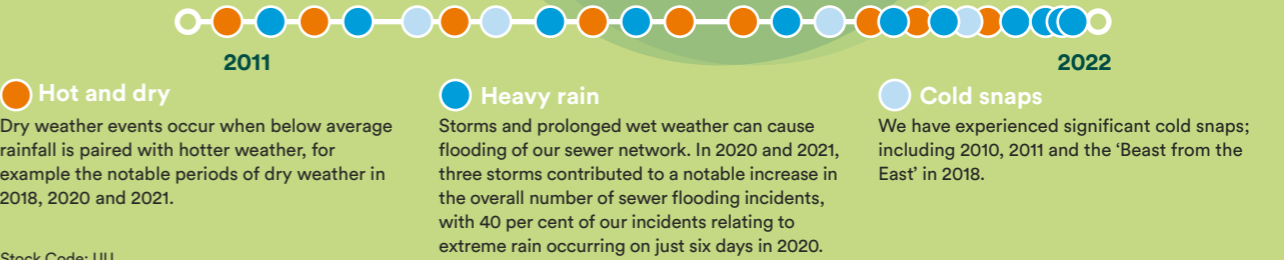 2011
2022
Hot and dry
Dry weather events occur when below average
rainfall is paired with hotter weather, for
example the notable periods of dry weather in
2018, 2020 and 2021.
Heavy rain
Storms and prolonged wet weather can cause
flooding of our sewer network. In 2020 and 2021,
three storms contributed to a notable increase in
the overall number of sewer flooding incidents,
with 40 per cent of our incidents relating to
extreme rain occurring on just six days in 2020.
Cold snaps
We have experienced significant cold snaps;
including 2010, 2011 and the ‘Beast from the
East’ in 2018.
Stock Code: UU